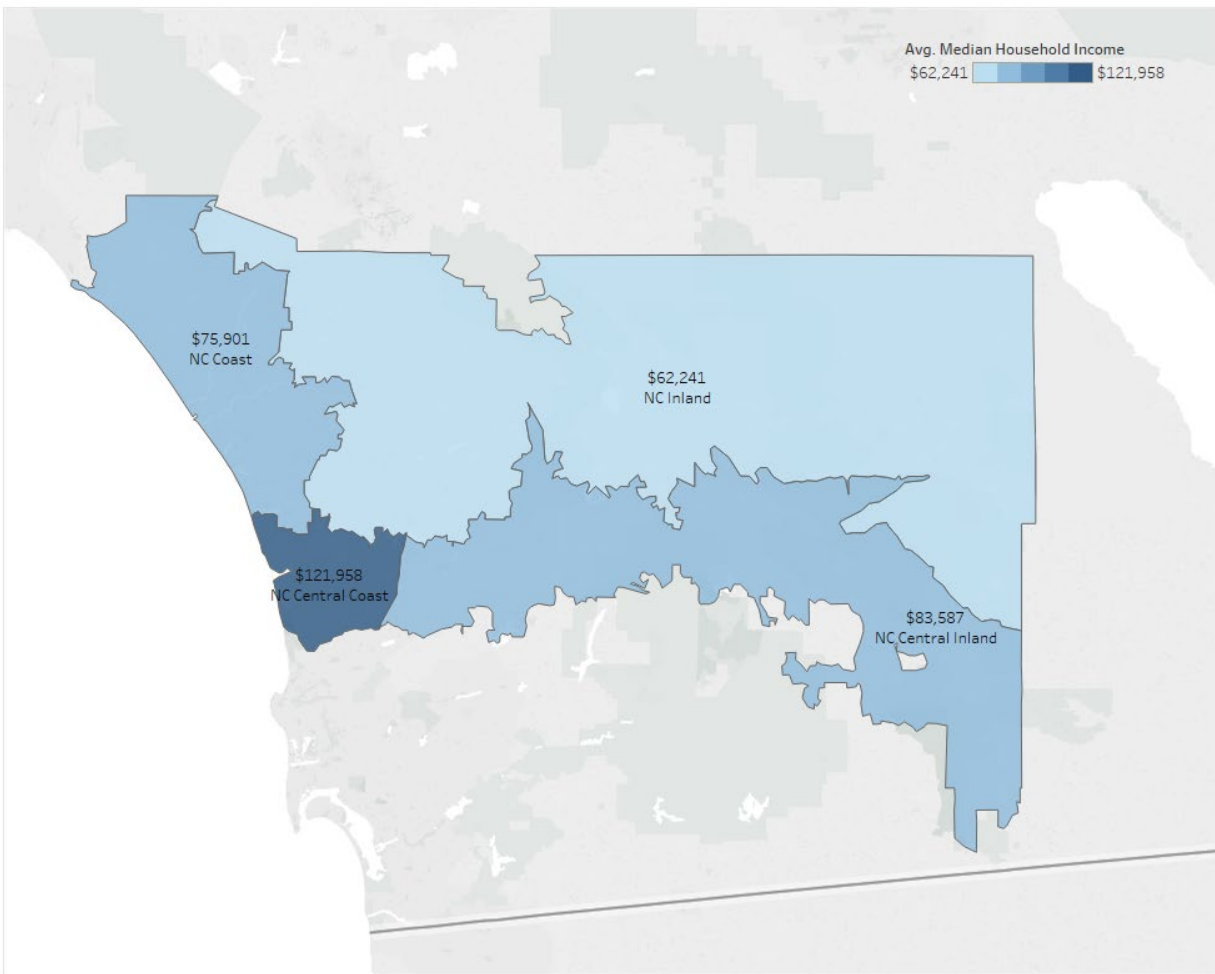 Avg. Median Household Income
$62,241 $121,958
$75,901
NC Coast
$62,241
NC Inland
$121,958
NC Central Coast
$83,587
NC Central Inland